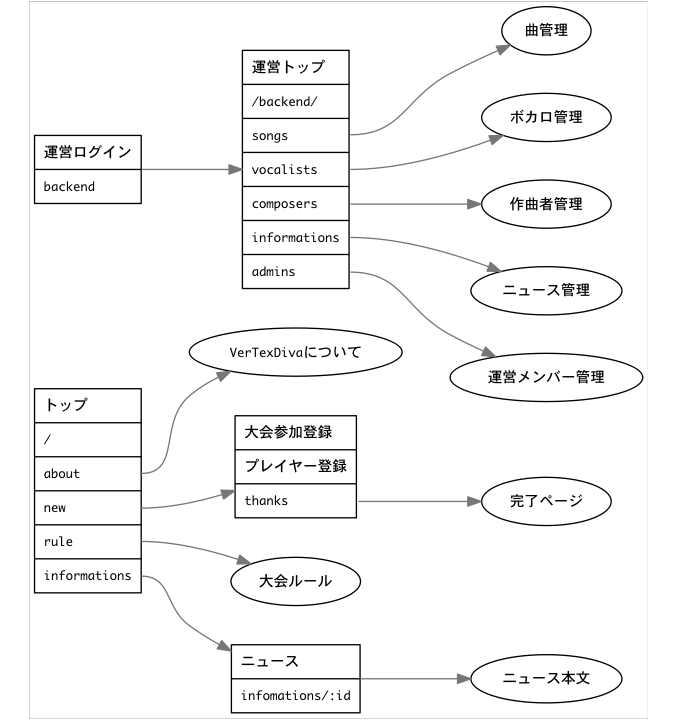 運営ログイン
backend
運営トップ
/backend/
songs
vocalists
composers
informations
admins
曲管理
ボカロ管理
作曲者管理
ニュース管理
運営メンバー管理
トップ
/
about
new
rule
informations
VerTexDivaについて
大会参加登録
プレイヤー登録
thanks
完了ページ
大会ルール
ニュース
infomations/:id
ニュース本文